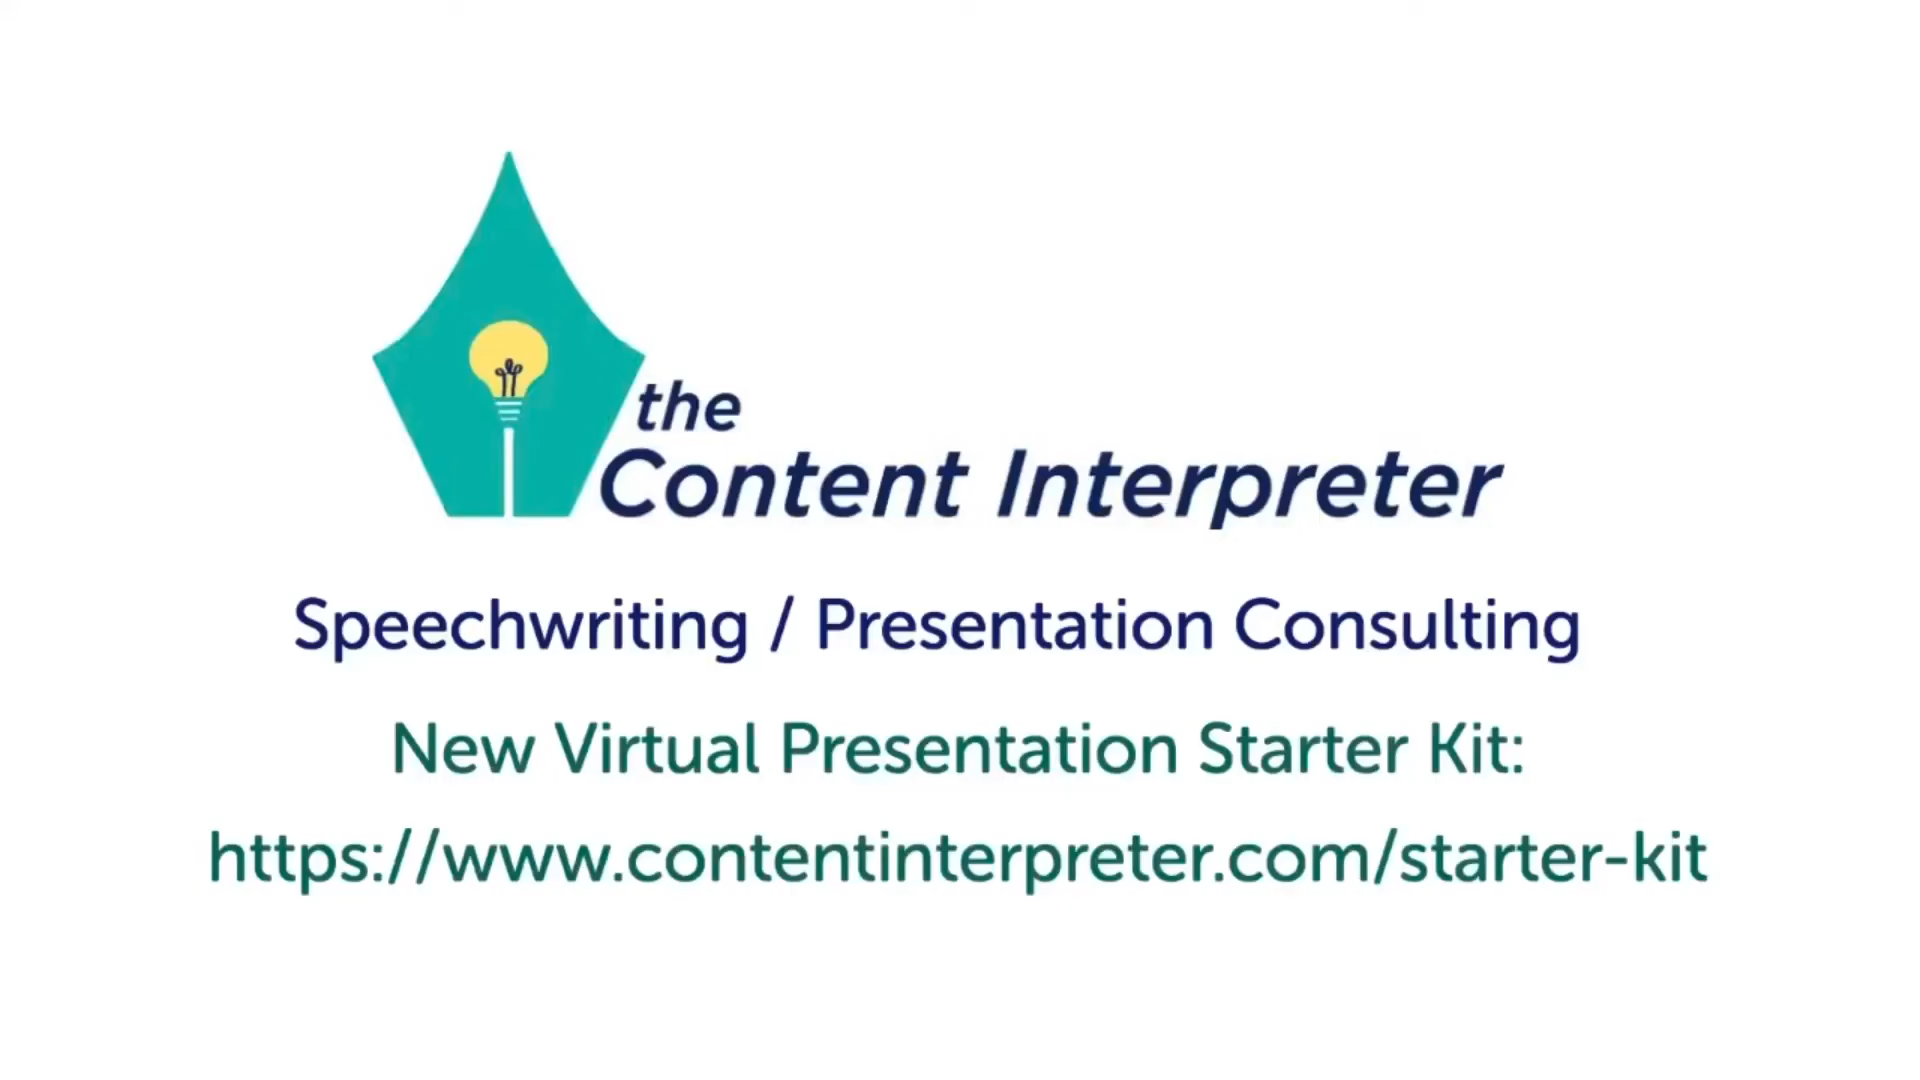 the
Content Interpreter
Speechwriting / Presentation Consulting
New Virtual Presentation Starter Kit:
https://www.contentinterpreter.com/starter-kit